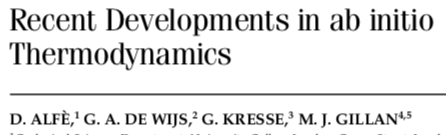 Recent Developments in ab initio
Thermodynamics
D. ALFÈ,¹ G. A. DE WIJS,² G. KRESSE,³ M. J. GILLAN⁴,⁵